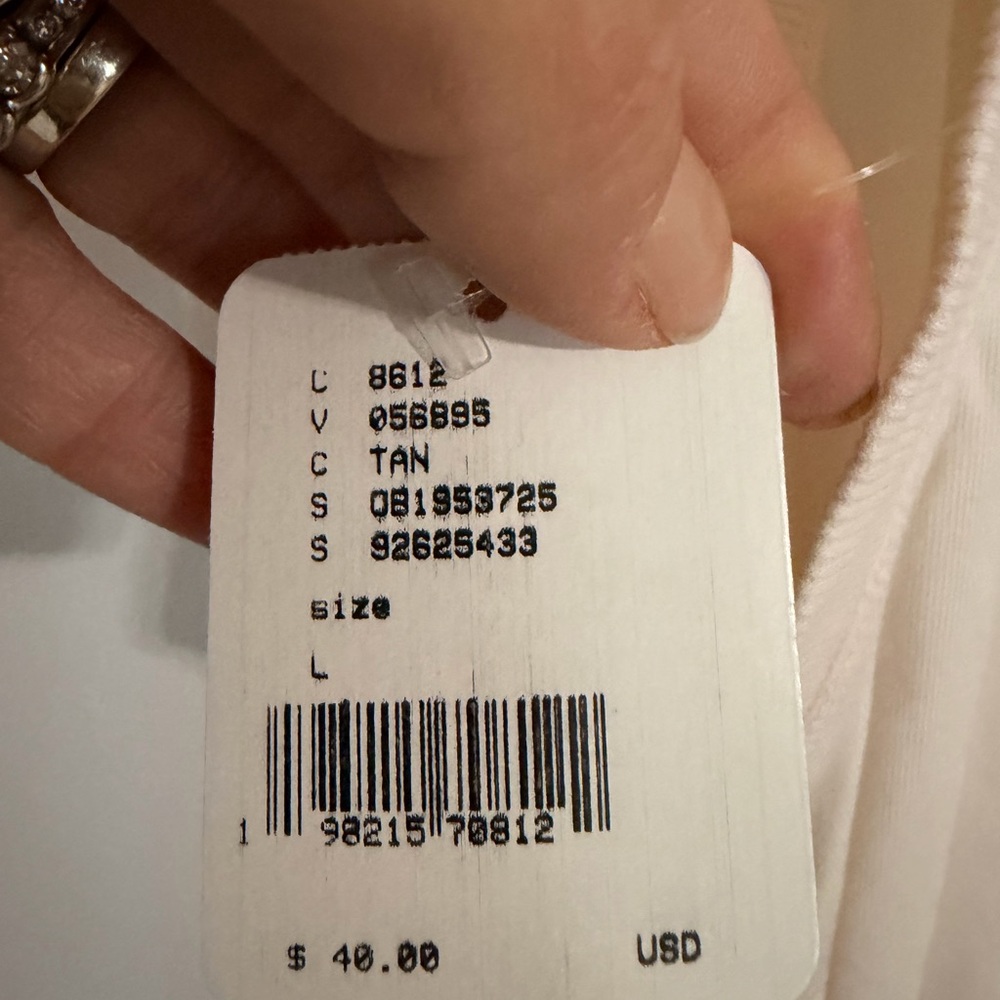 C 8612
V 056895
C TAN
S 081953725
S 92625433
size
L
1 98215 70812
$ 40.00 USD